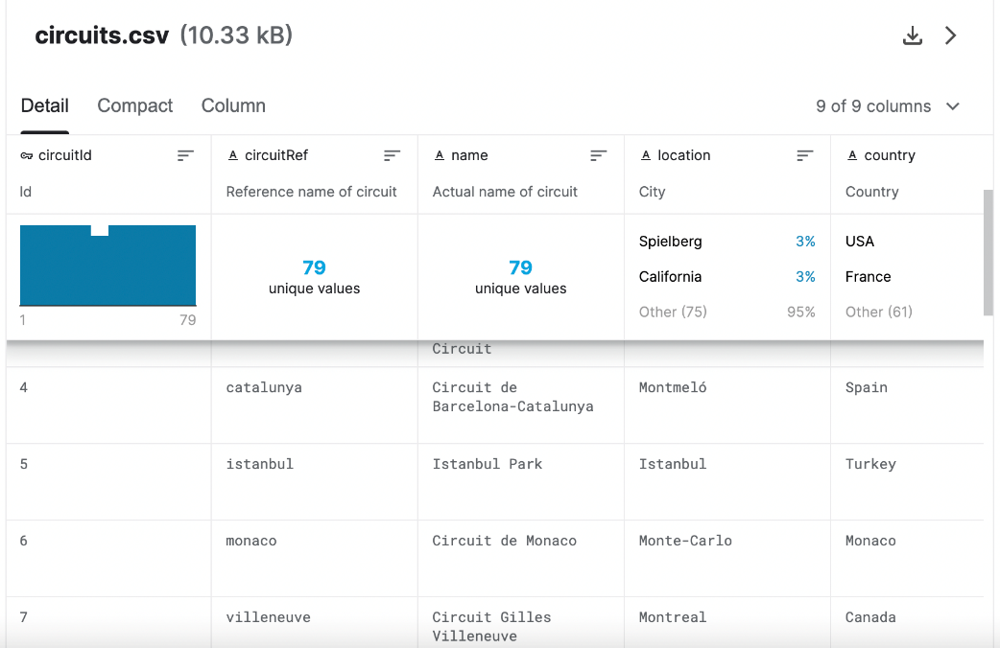 circuits.csv (10.33 kB)
Detail Compact Column 9 of 9 columns
circuitId circuitRef name location country
Id Reference name of circuit Actual name of circuit City Country
Spielberg 3% USA
79 79
unique values unique values
California 3% France
Other (75) 95% Other (61)
1 79
Circuit
4 catalunya Circuit de Montmeló Spain
Barcelona-Catalunya
5 istanbul Istanbul Park Istanbul Turkey
6 monaco Circuit de Monaco Monte-Carlo Monaco
7 villeneuve Circuit Gilles Montreal Canada
Villeneuve